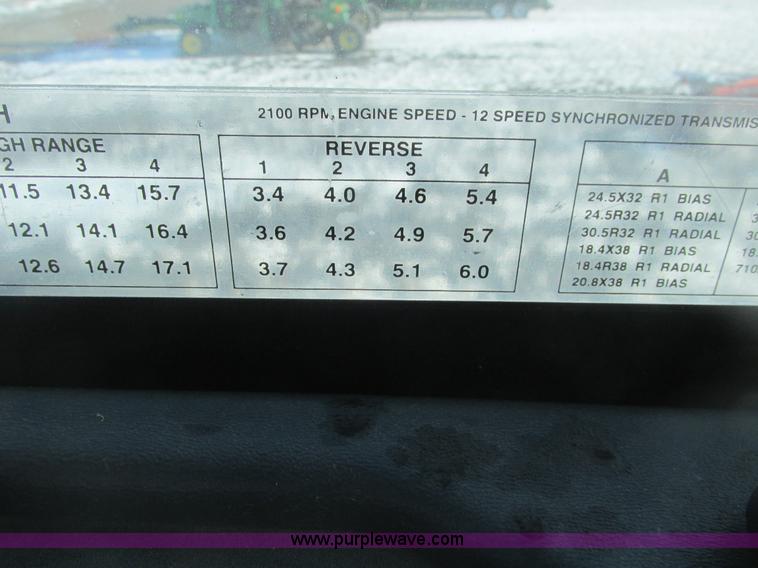 H 2100 RPM, ENGINE SPEED - 12 SPEED SYNCHRONIZED TRANSMIS
GH RANGE REVERSE
2 3 4 1 2 3 4 A
11.5 13.4 15.7 3.4 4.0 4.6 5.4 24.5X32 R1 BIAS
24.5R32 R1 RADIAL 3
12.1 14.1 16.4 3.6 4.2 4.9 5.7 30.5R32 R1 RADIAL 30
18.4X38 R1 BIAS 18.
12.6 14.7 17.1 3.7 4.3 5.1 6.0 18.4R38 R1 RADIAL 710
20.8X38 R1 BIAS
www.purplewave.com